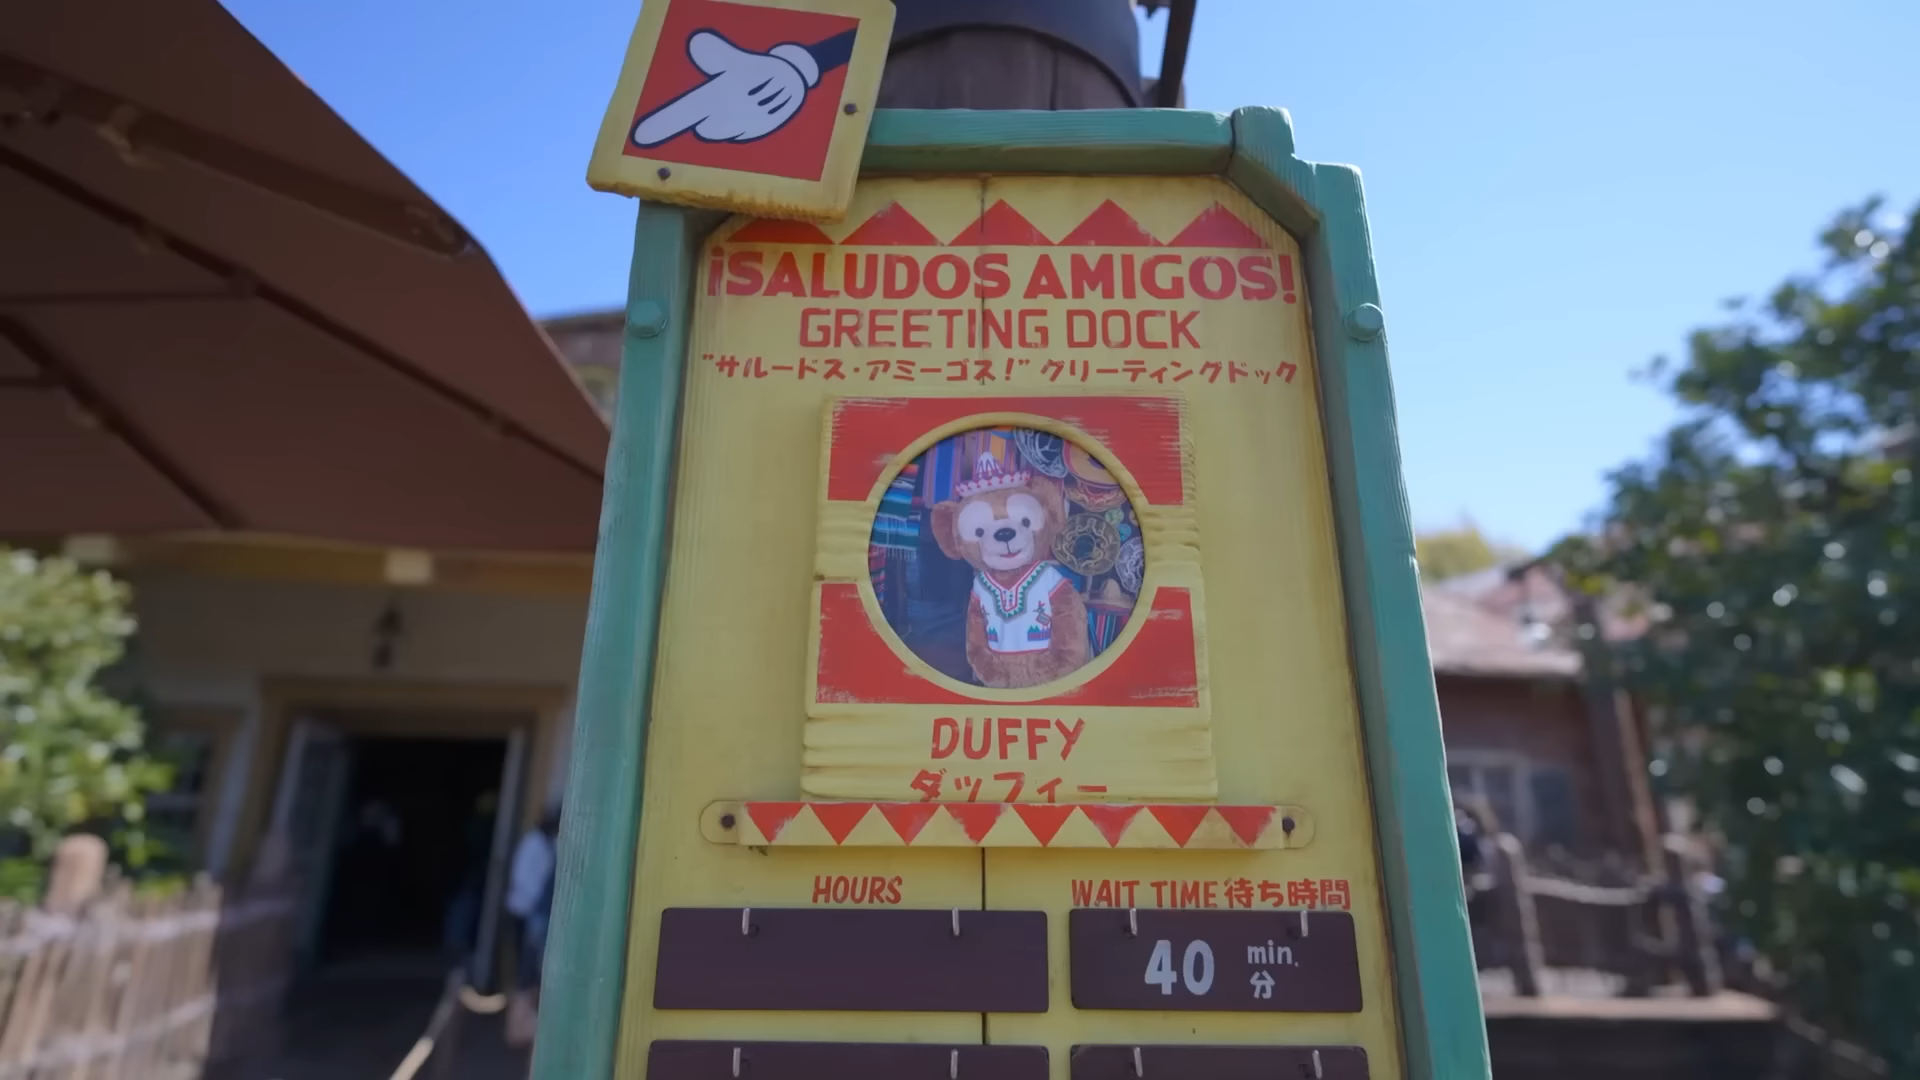 ¡SALUDOS AMIGOS!
GREETING DOCK
"サルードス・アミーゴス!" グリーティングドック
DUFFY
ダッフィー
HOURS
WAIT TIME 待ち時間
40 min.
分